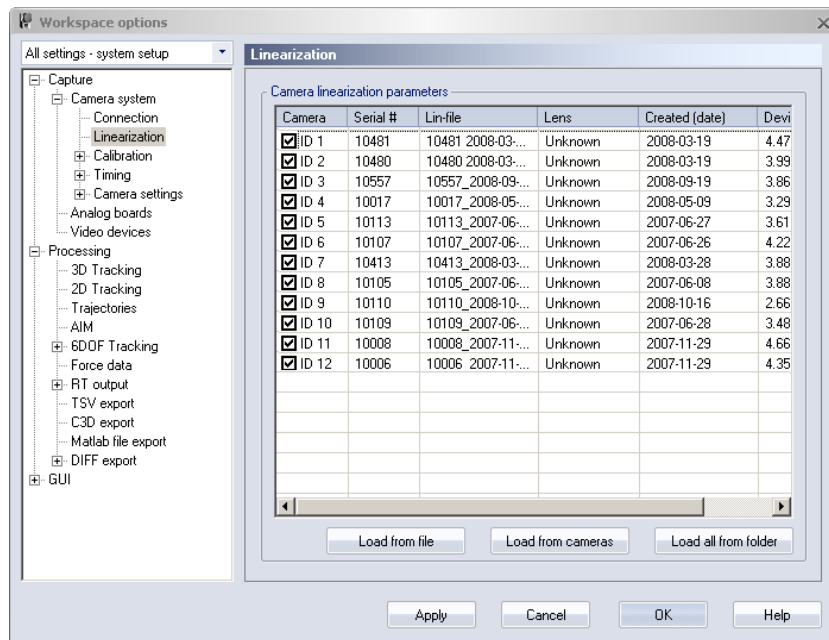 Workspace options
All settings - system setup
Capture
Camera system
Connection
Linearization
Calibration
Timing
Camera settings
Analog boards
Video devices
Processing
3D Tracking
2D Tracking
Trajectories
AIM
6DOF Tracking
Force data
RT output
TSV export
C3D export
Matlab file export
DIFF export
GUI
Linearization
Camera linearization parameters
Camera Serial # Lin-file Lens Created (date) Devi
ID 1 10481 10481 2008-03-... Unknown 2008-03-19 4.47
ID 2 10480 10480 2008-03-... Unknown 2008-03-19 3.99
ID 3 10557 10557_2008-09-... Unknown 2008-09-19 3.86
ID 4 10017 10017_2008-05-... Unknown 2008-05-09 3.29
ID 5 10113 10113_2007-06-... Unknown 2007-06-27 3.61
ID 6 10107 10107_2007-06-... Unknown 2007-06-26 4.22
ID 7 10413 10413_2008-03-... Unknown 2008-03-28 3.88
ID 8 10105 10105_2007-06-... Unknown 2007-06-08 3.88
ID 9 10110 10110_2008-10-... Unknown 2008-10-16 2.66
ID 10 10109 10109_2007-06-... Unknown 2007-06-28 3.48
ID 11 10008 10008_2007-11-... Unknown 2007-11-29 4.66
ID 12 10006 10006 2007-11-... Unknown 2007-11-29 4.35
Load from file Load from cameras Load all from folder
Apply Cancel OK Help